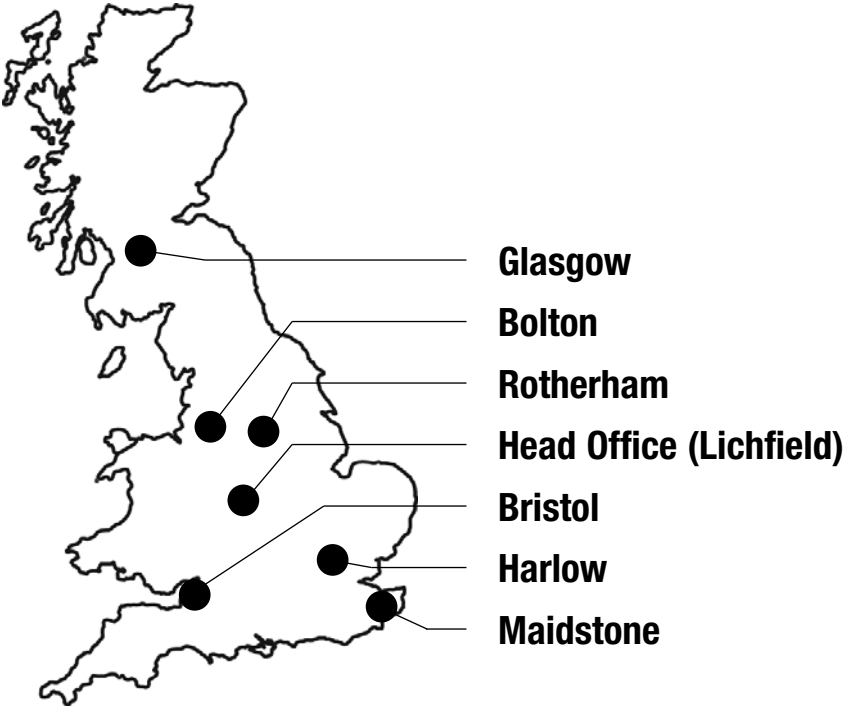 Glasgow
Bolton
Rotherham
Head Office (Lichfield)
Bristol
Harlow
Maidstone